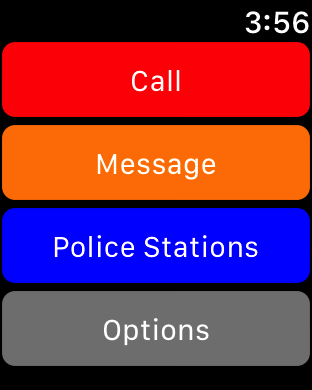 3:56
Call
Message
Police Stations
Options